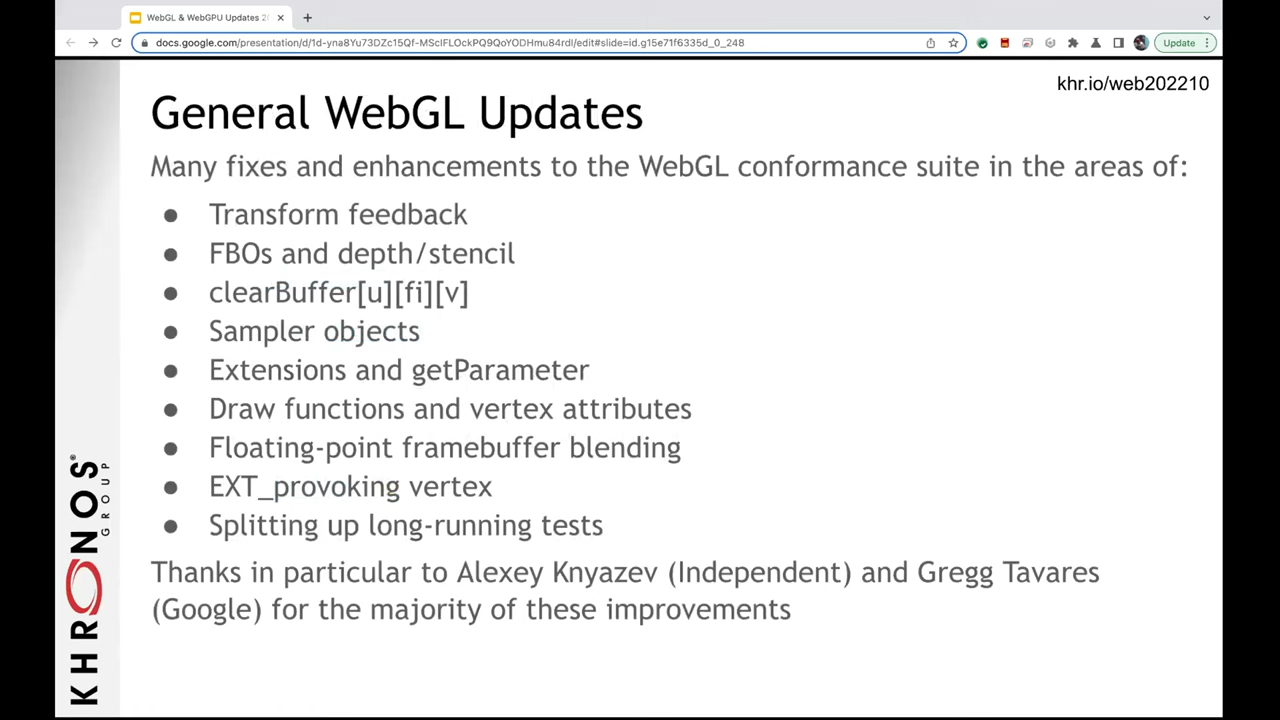 WebGL & WebGPU Updates 2
docs.google.com/presentation/d/1d-yna8Yu73DZc15Qf-MScIFLOckPQ9QoYODHmu84rdI/edit#slide=id.g15e71f6335d_0_248
Update
khr.io/web202210
General WebGL Updates
Many fixes and enhancements to the WebGL conformance suite in the areas of:
● Transform feedback
● FBOs and depth/stencil
● clearBuffer[u][fi][v]
● Sampler objects
● Extensions and getParameter
● Draw functions and vertex attributes
● Floating-point framebuffer blending
● EXT_provoking vertex
● Splitting up long-running tests
Thanks in particular to Alexey Knyazev (Independent) and Gregg Tavares
(Google) for the majority of these improvements
KHRONOS®
GROUP